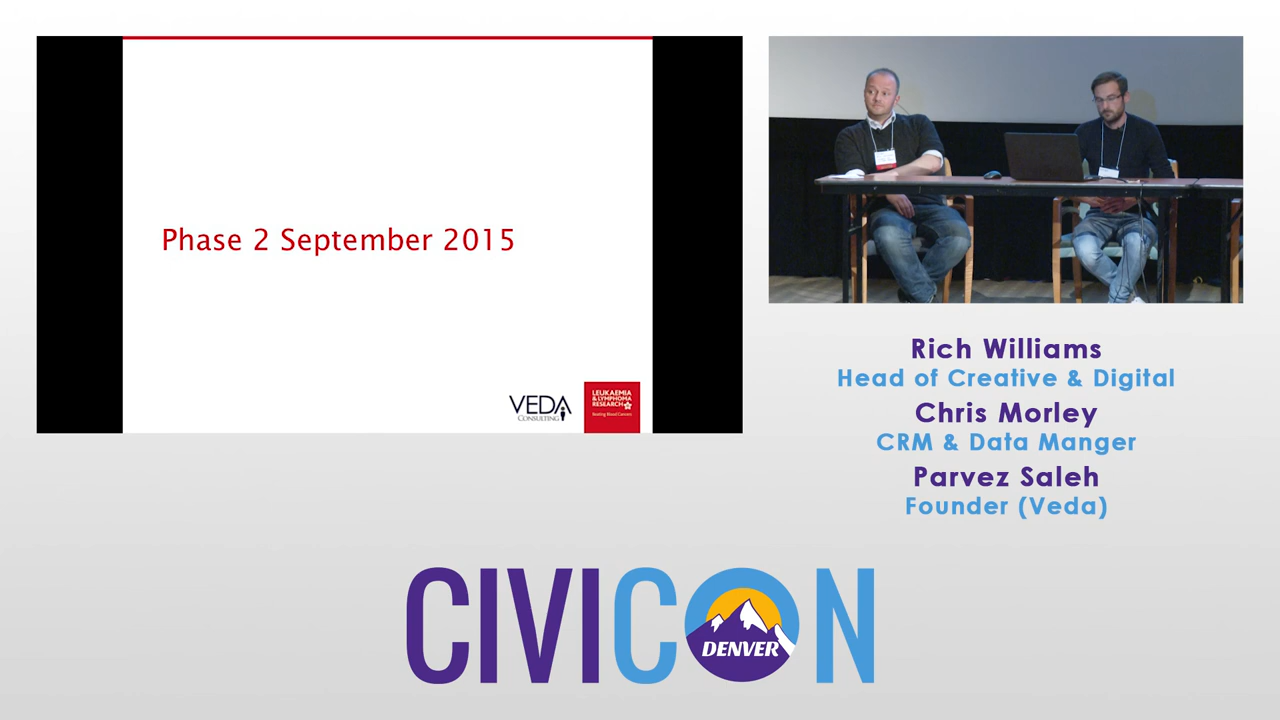 Phase 2 September 2015
VEDA
CONSULTING
LEUKAEMIA
& LYMPHOMA
RESEARCH
Beating Blood Cancers
Rich Williams
Head of Creative & Digital
Chris Morley
CRM & Data Manger
Parvez Saleh
Founder (Veda)
CIVICON
DENVER